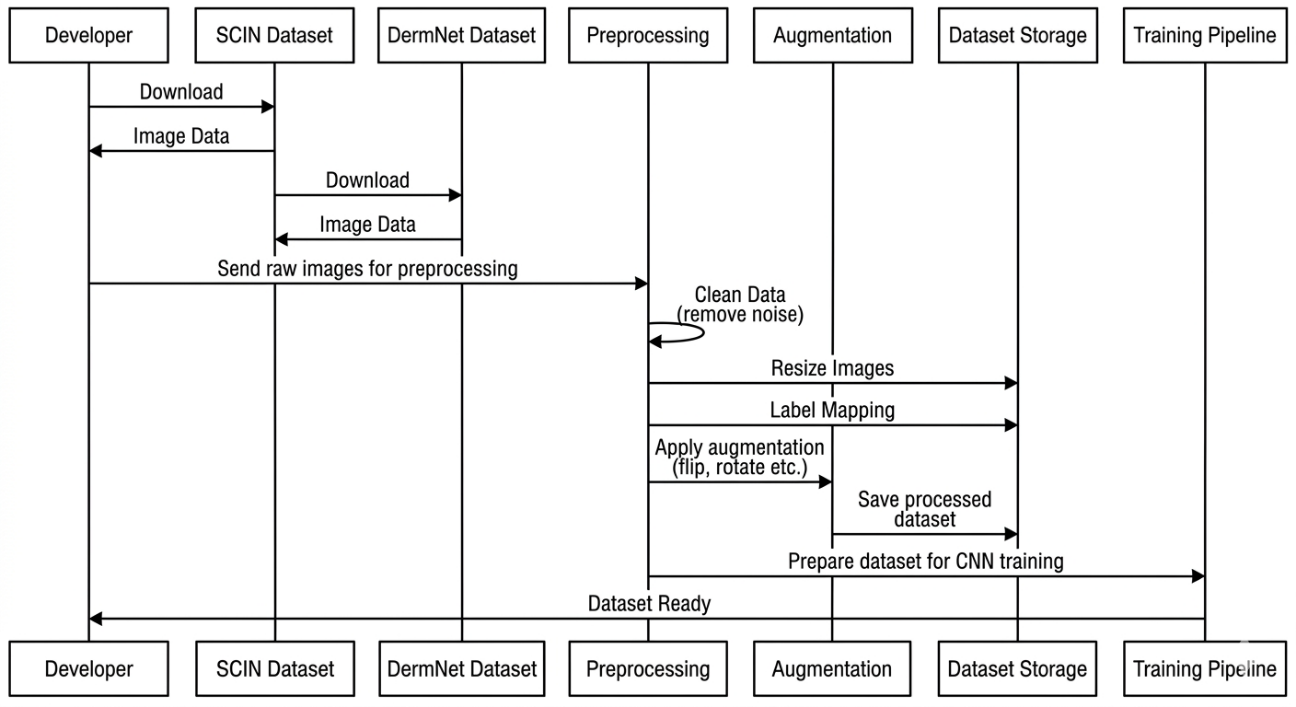 Developer
SCIN Dataset
DermNet Dataset
Preprocessing
Augmentation
Dataset Storage
Training Pipeline
Download
Image Data
Download
Image Data
Send raw images for preprocessing
Clean Data
(remove noise)
Resize Images
Label Mapping
Apply augmentation
(flip, rotate etc.)
Save processed
dataset
Prepare dataset for CNN training
Dataset Ready
Developer
SCIN Dataset
DermNet Dataset
Preprocessing
Augmentation
Dataset Storage
Training Pipeline